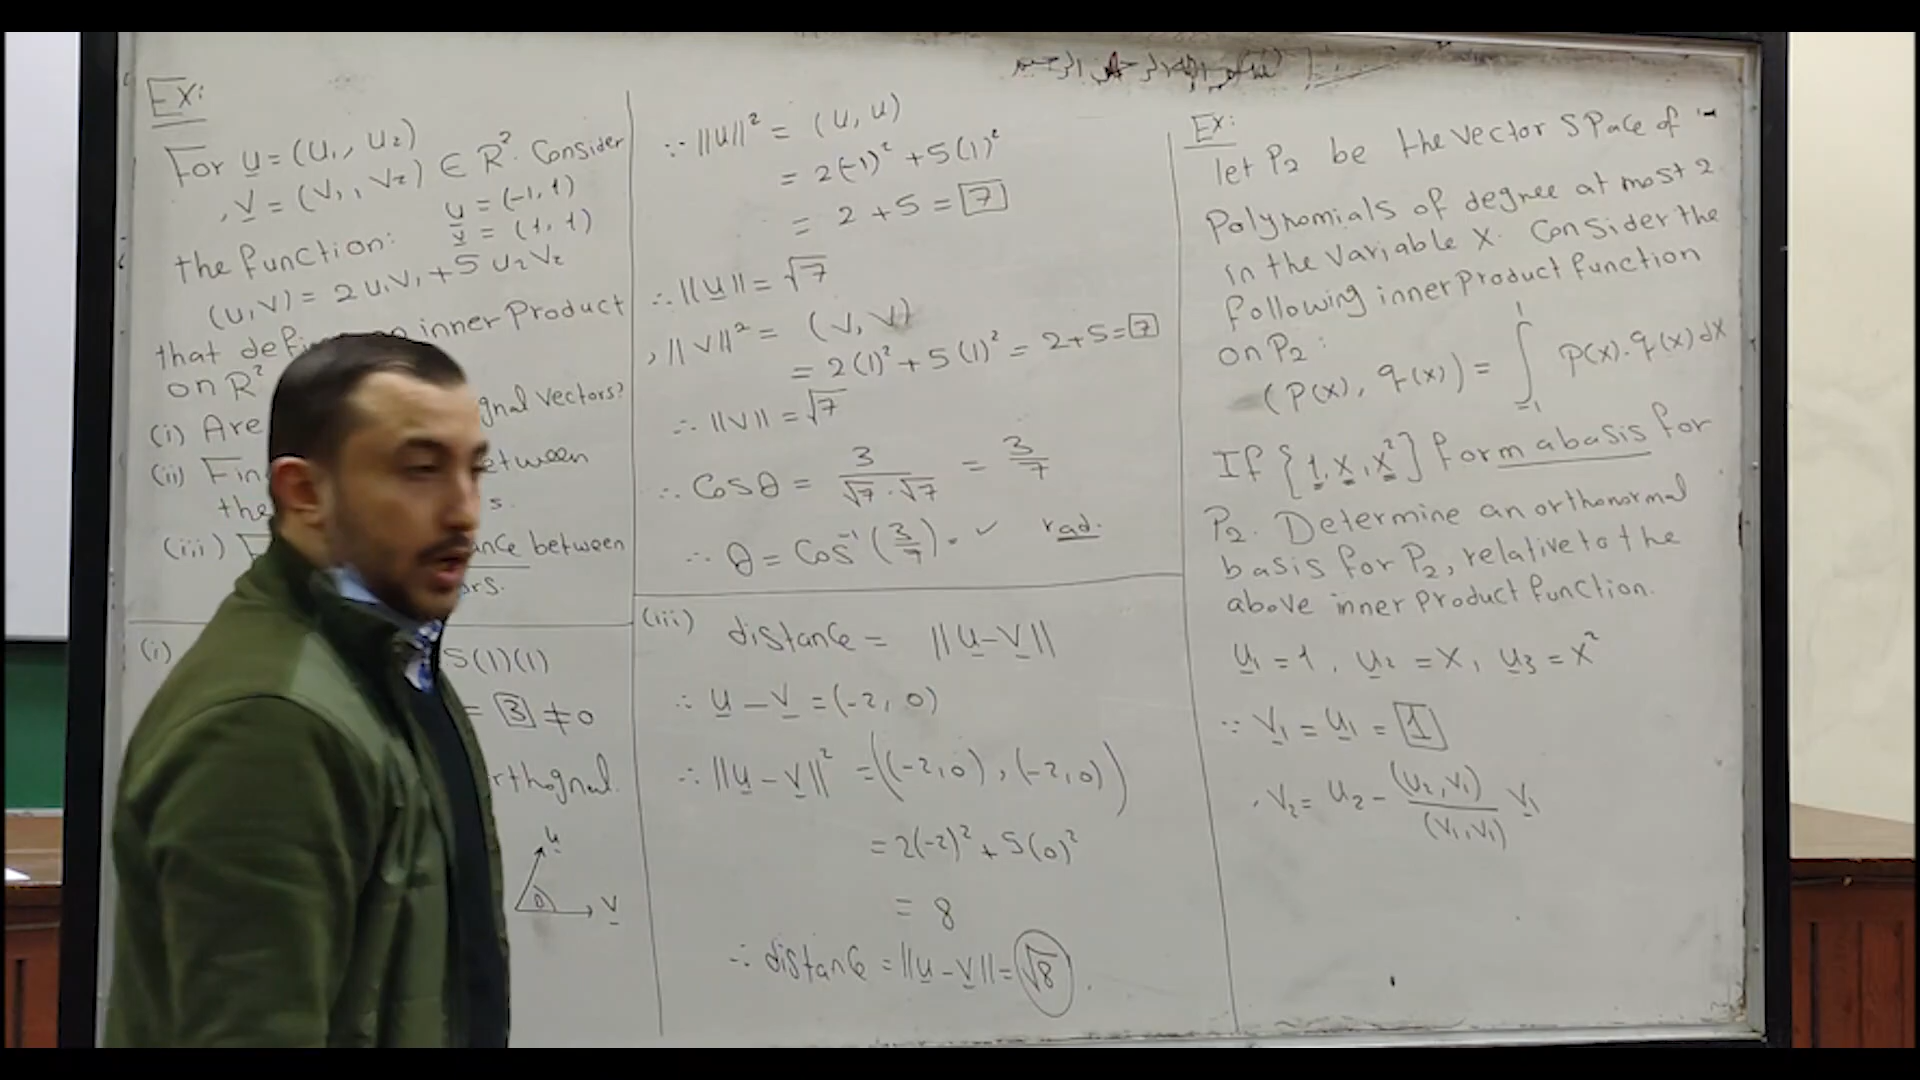 بسم الله الرحمن الرحيم
Ex:
For u = (u₁, u₂)
, v = (v₁, v₂) ∈ R². Consider
u = (-1, 1)
v = (1, 1)
the function:
(u, v) = 2u₁v₁ + 5u₂v₂
that inner Product
on R²
(i) Are gnal vectors?
(ii) Fin etween
the s.
(iii) ance between
ors.
(i) 5(1)(1)
= 3 ≠ 0
rthognal.
u
θ v
∵ ||u||² = (u, u)
= 2(-1)² + 5(1)²
= 2 + 5 = 7
∴ ||u|| = √7
, ||v||² = (v, v)
= 2(1)² + 5(1)² = 2 + 5 = 7
∴ ||v|| = √7
∴ cosθ = 3/(√7 · √7) = 3/7
∴ θ = cos⁻¹(3/7). ✓ rad.
(iii) distance = ||u - v||
∵ u - v = (-2, 0)
∴ ||u - v||² = ((-2, 0), (-2, 0))
= 2(-2)² + 5(0)²
= 8
∴ distance = ||u - v|| = √8.
Ex:
let P₂ be the vector space of
Polynomials of degree at most 2
in the variable X. Consider the
following inner product function
on P₂:
(p(x), q(x)) = ∫₋₁¹ p(x).q(x)dx
If {1, x, x²} form a basis for
P₂. Determine an orthonormal
basis for P₂, relative to the
above inner product function.
u₁ = 1, u₂ = x, u₃ = x²
∵ v₁ = u₁ = 1
, v₂ = u₂ - (u₂, v₁)/(v₁, v₁) v₁